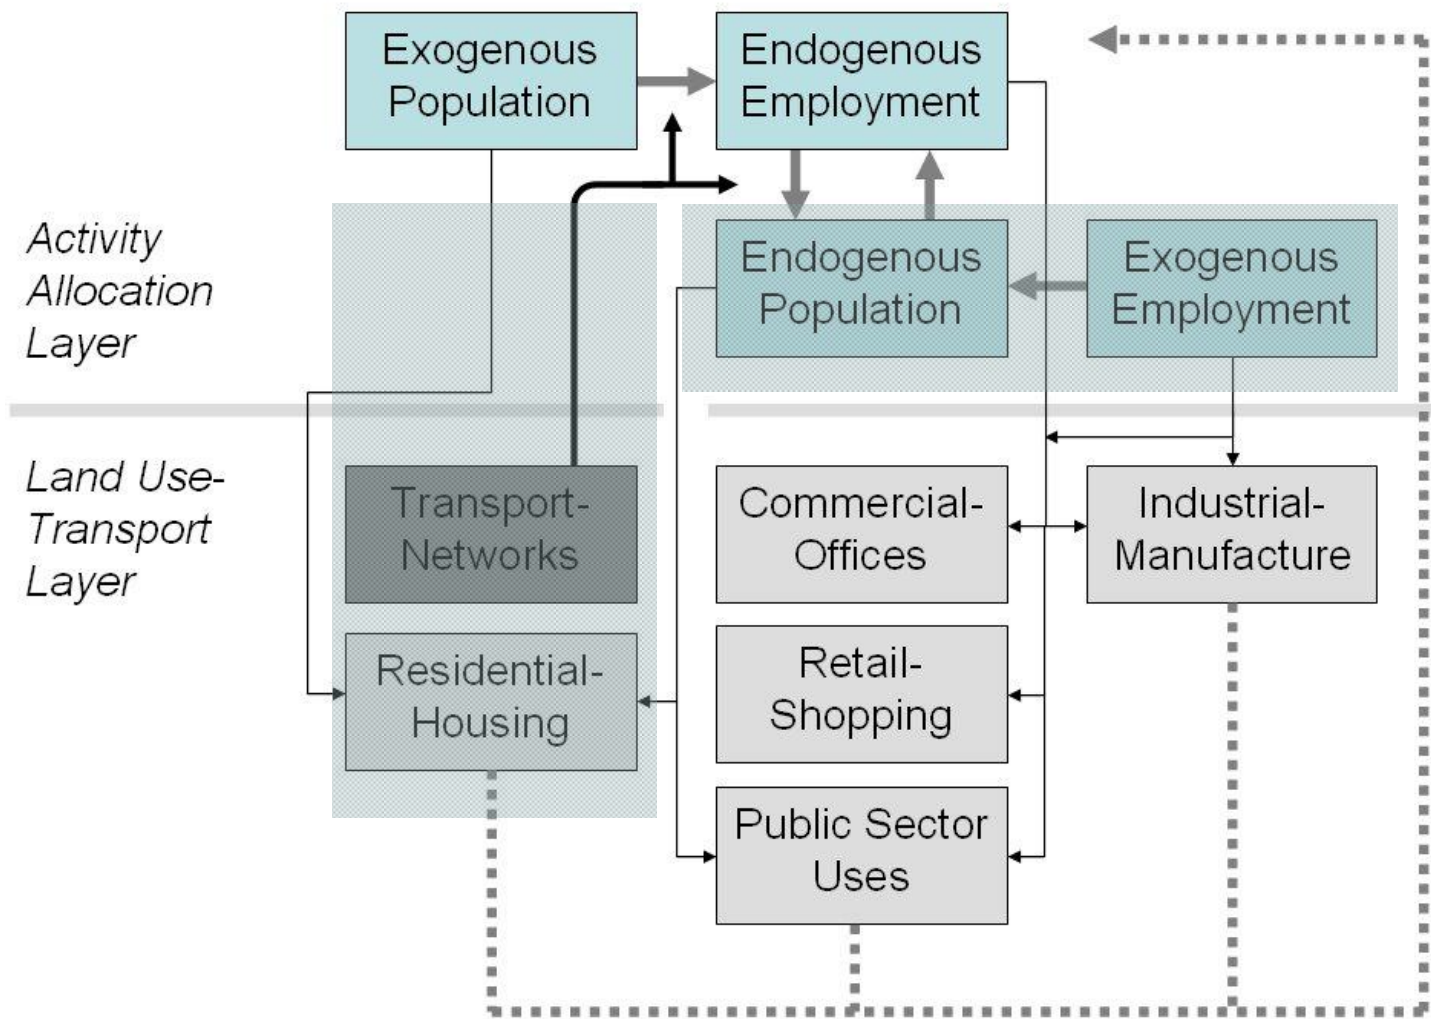 Exogenous
Population
Endogenous
Employment
Activity
Allocation
Layer
Endogenous
Population
Exogenous
Employment
Land Use-
Transport
Layer
Transport-
Networks
Commercial-
Offices
Industrial-
Manufacture
Residential-
Housing
Retail-
Shopping
Public Sector
Uses